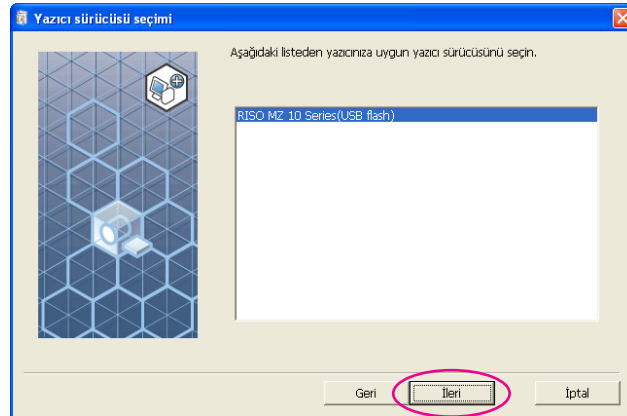 Yazıcı sürücüsü seçimi
Aşağıdaki listeden yazıcınıza uygun yazıcı sürücüsünü seçin.
RISO MZ 10 Series(USB flash)
Geri
İleri
İptal